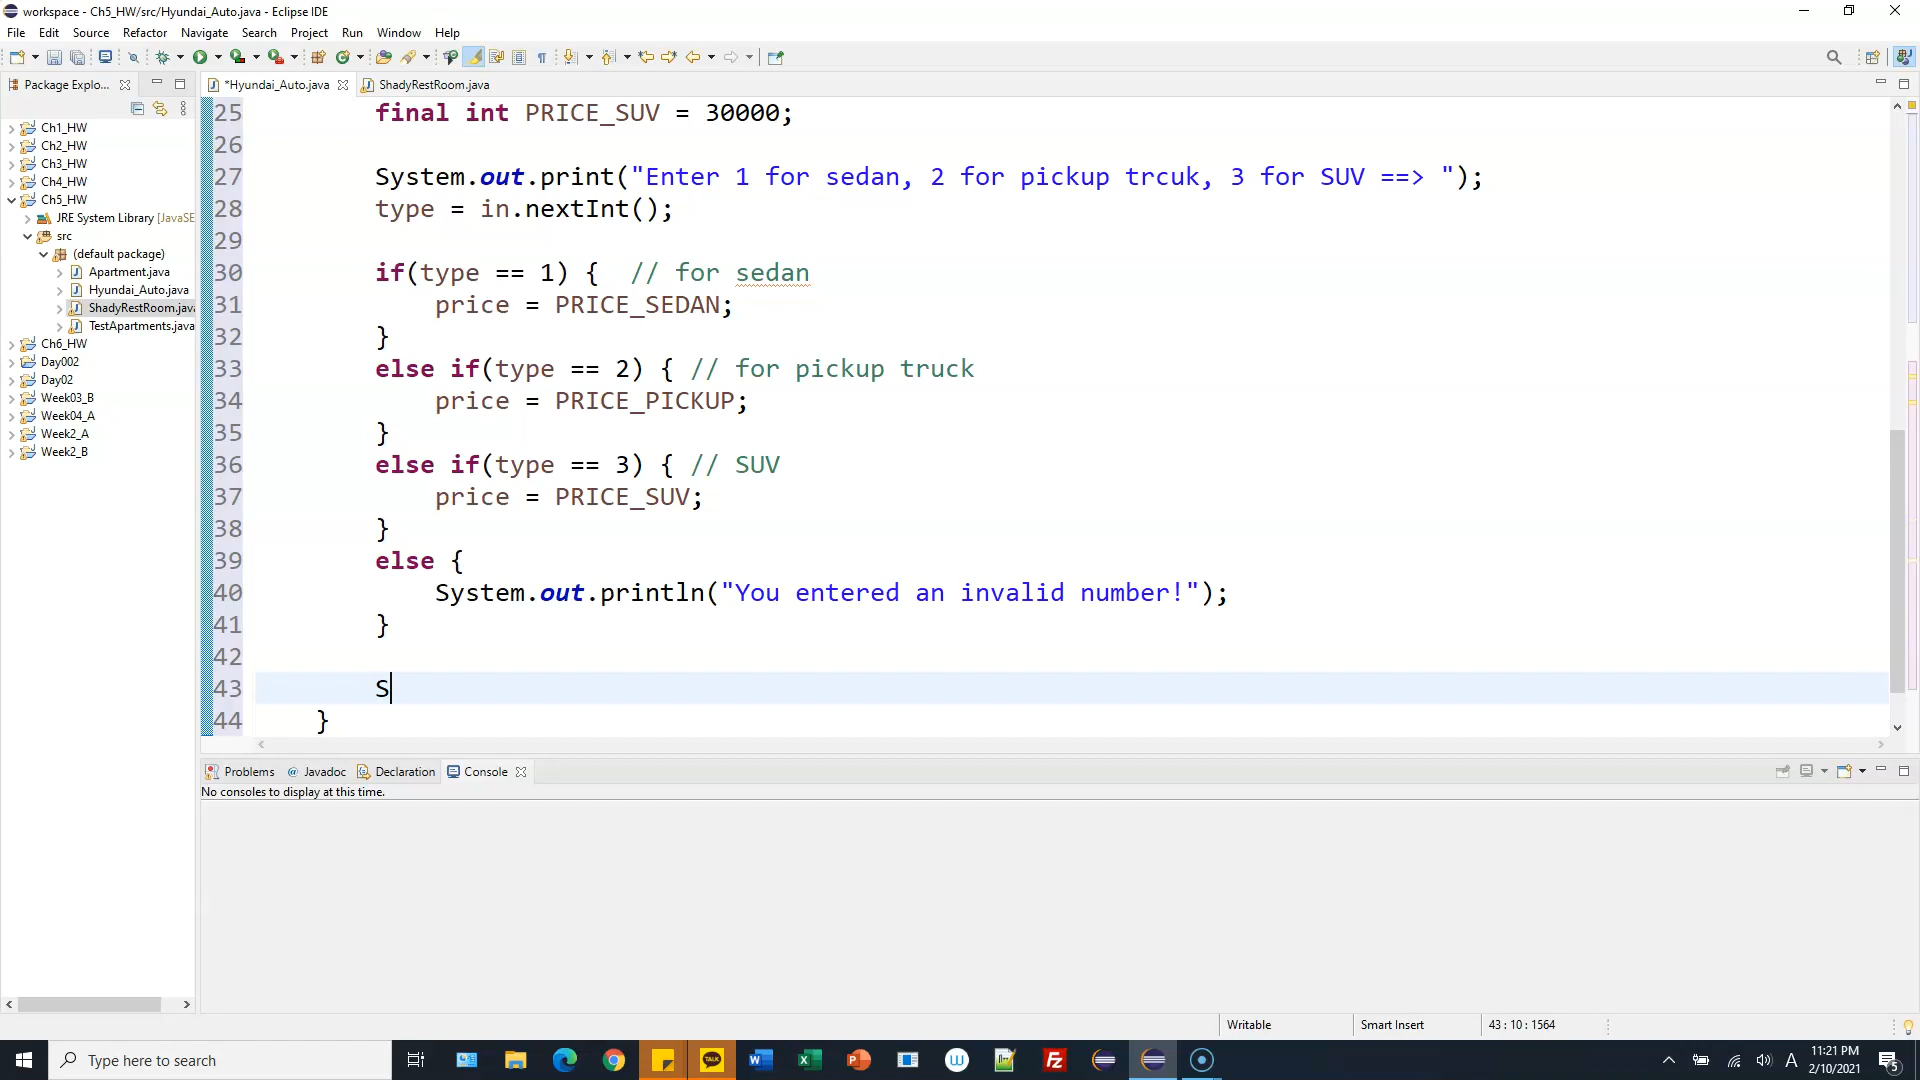 workspace - Ch5_HW/src/Hyundai_Auto.java - Eclipse IDE
File Edit Source Refactor Navigate Search Project Run Window Help
Package Explo...
*Hyundai_Auto.java ShadyRestRoom.java
Ch1_HW
Ch2_HW
Ch3_HW
Ch4_HW
Ch5_HW
JRE System Library [JavaSE
src
(default package)
Apartment.java
Hyundai_Auto.java
ShadyRestRoom.java
TestApartments.java
Ch6_HW
Day002
Day02
Week03_B
Week04_A
Week2_A
Week2_B
25 final int PRICE_SUV = 30000;
26
27 System.out.print("Enter 1 for sedan, 2 for pickup trcuk, 3 for SUV ==> ");
28 type = in.nextInt();
29
30 if(type == 1) { // for sedan
31 price = PRICE_SEDAN;
32 }
33 else if(type == 2) { // for pickup truck
34 price = PRICE_PICKUP;
35 }
36 else if(type == 3) { // SUV
37 price = PRICE_SUV;
38 }
39 else {
40 System.out.println("You entered an invalid number!");
41 }
42
43 S
44 }
Problems @ Javadoc Declaration Console
No consoles to display at this time.
Writable Smart Insert 43 : 10 : 1564
Type here to search
TALK
A
11:21 PM
2/10/2021
5